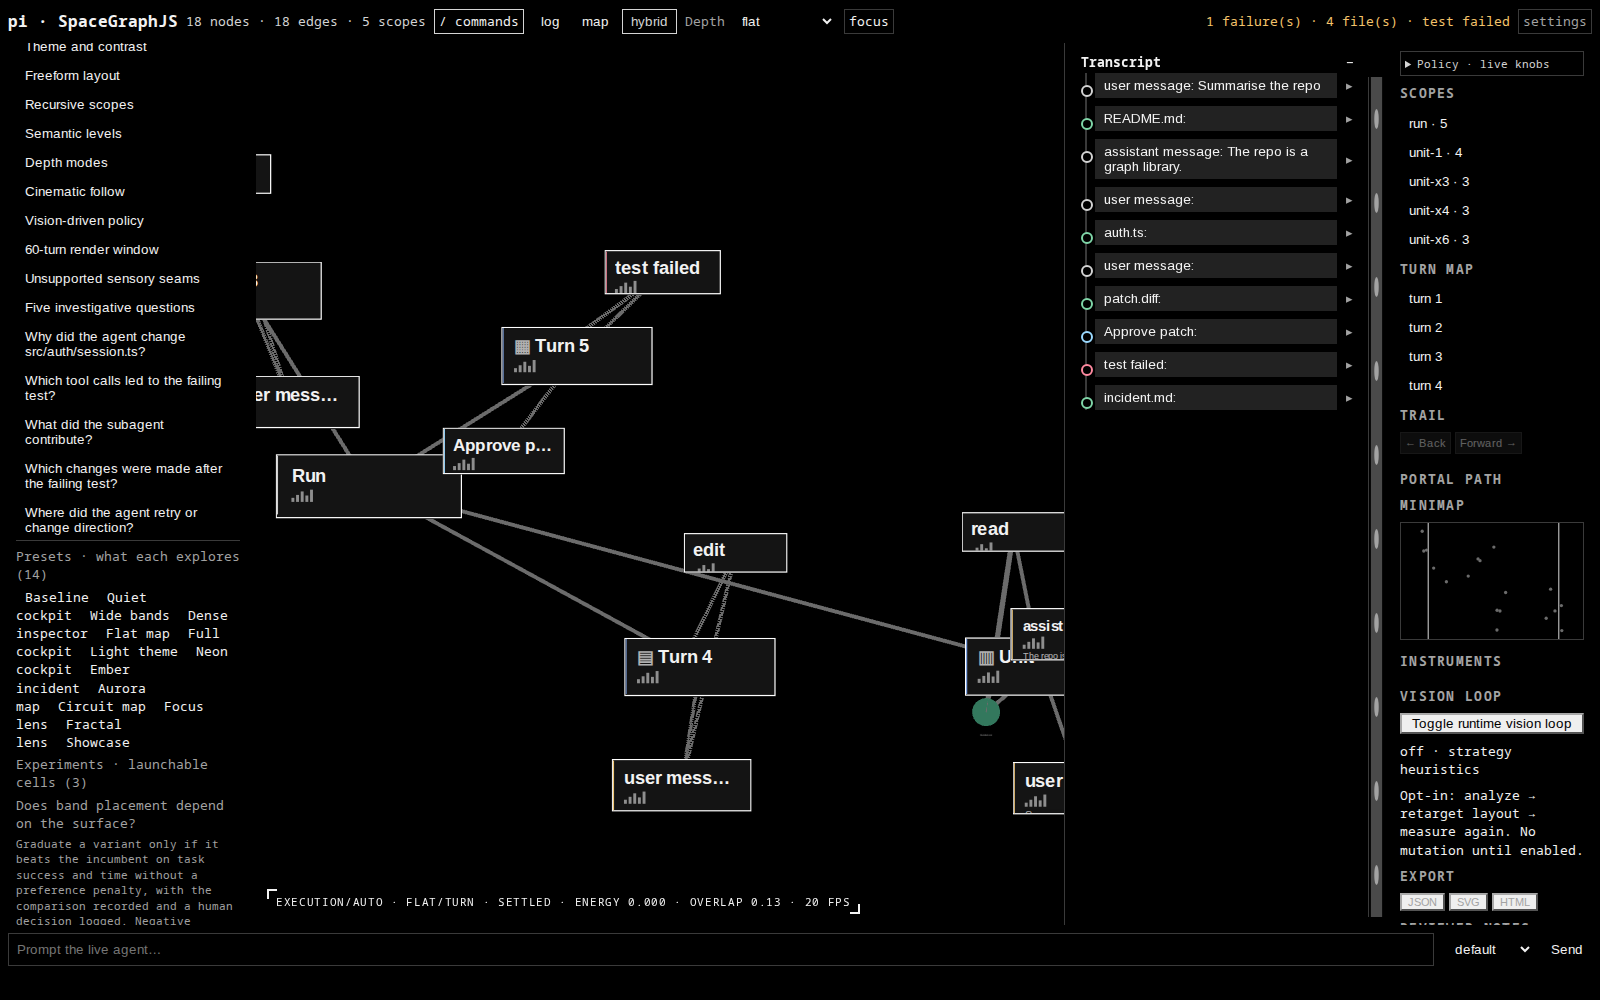 pi · SpaceGraphJS 18 nodes · 18 edges · 5 scopes / commands log map hybrid Depth flat focus 1 failure(s) · 4 file(s) · test failed settings
Theme and contrast
Freeform layout
Recursive scopes
Semantic levels
Depth modes
Cinematic follow
Vision-driven policy
60-turn render window
Unsupported sensory seams
Five investigative questions
Why did the agent change
src/auth/session.ts?
Which tool calls led to the failing
test?
What did the subagent
contribute?
Which changes were made after
the failing test?
Where did the agent retry or
change direction?
Presets · what each explores
(14)
Baseline Quiet
cockpit Wide bands Dense
inspector Flat map Full
cockpit Light theme Neon
cockpit Ember
incident Aurora
map Circuit map Focus
lens Fractal
lens Showcase
Experiments · launchable
cells (3)
Does band placement depend
on the surface?
Graduate a variant only if it
beats the incumbent on task
success and time without a
preference penalty, with the
comparison recorded and a human
decision logged. Negative
test failed
Turn 5
er mess…
Approve p…
Run
edit
read
assist
The repo is
Turn 4
user mess…
user
EXECUTION/AUTO · FLAT/TURN · SETTLED · ENERGY 0.000 · OVERLAP 0.13 · 20 FPS
Transcript –
user message: Summarise the repo
README.md:
assistant message: The repo is a
graph library.
user message:
auth.ts:
user message:
patch.diff:
Approve patch:
test failed:
incident.md:
Policy · live knobs
SCOPES
run · 5
unit-1 · 4
unit-x3 · 3
unit-x4 · 3
unit-x6 · 3
TURN MAP
turn 1
turn 2
turn 3
turn 4
TRAIL
← Back Forward →
PORTAL PATH
MINIMAP
INSTRUMENTS
VISION LOOP
Toggle runtime vision loop
off · strategy
heuristics
Opt-in: analyze →
retarget layout →
measure again. No
mutation until enabled.
EXPORT
JSON SVG HTML
Prompt the live agent… default Send